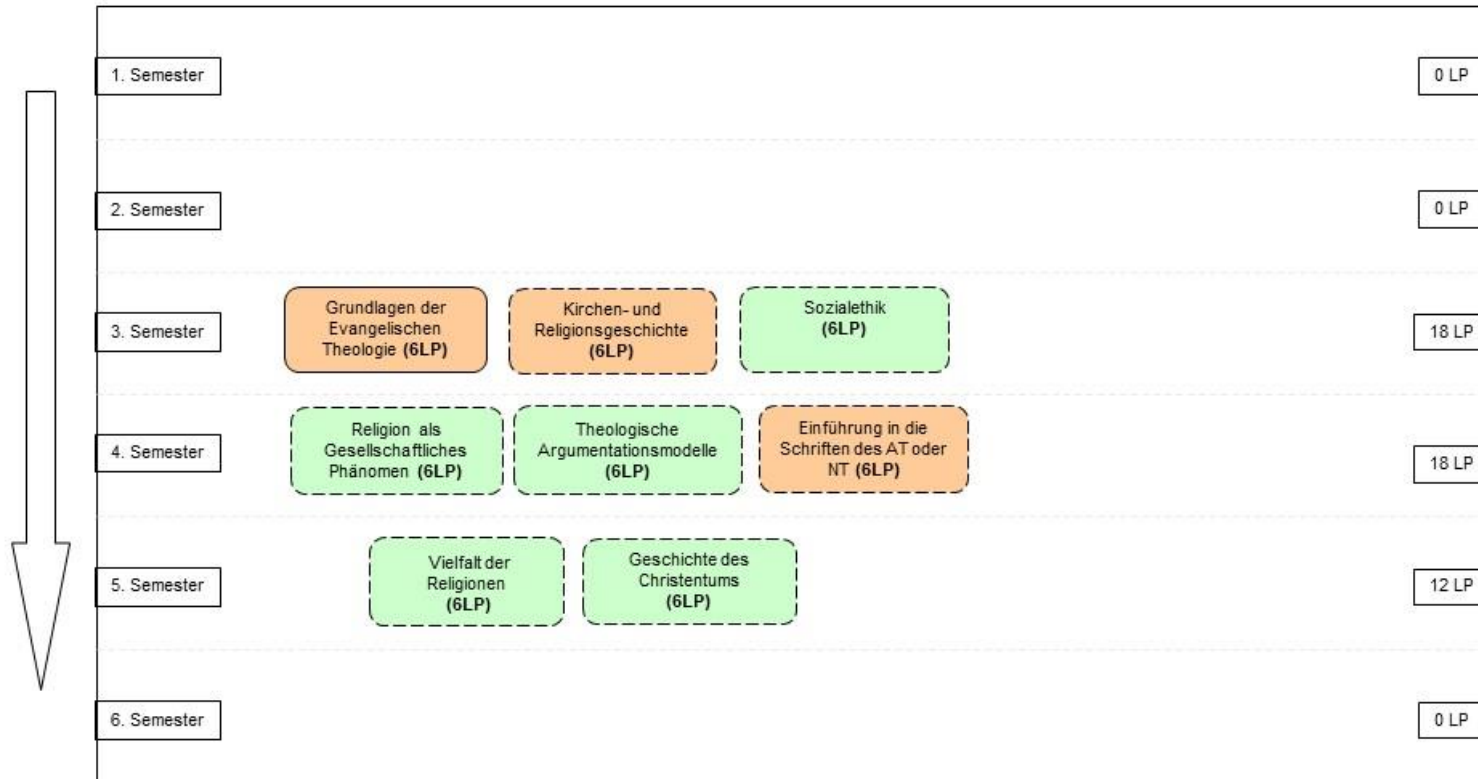 1. Semester
0 LP
2. Semester
0 LP
3. Semester
Grundlagen der
Evangelischen
Theologie (6LP)
Kirchen- und
Religionsgeschichte
(6LP)
Sozialethik
(6LP)
18 LP
4. Semester
Religion als
Gesellschaftliches
Phänomen (6LP)
Theologische
Argumentationsmodelle
(6LP)
Einführung in die
Schriften des AT oder
NT (6LP)
18 LP
5. Semester
Vielfalt der
Religionen
(6LP)
Geschichte des
Christentums
(6LP)
12 LP
6. Semester
0 LP